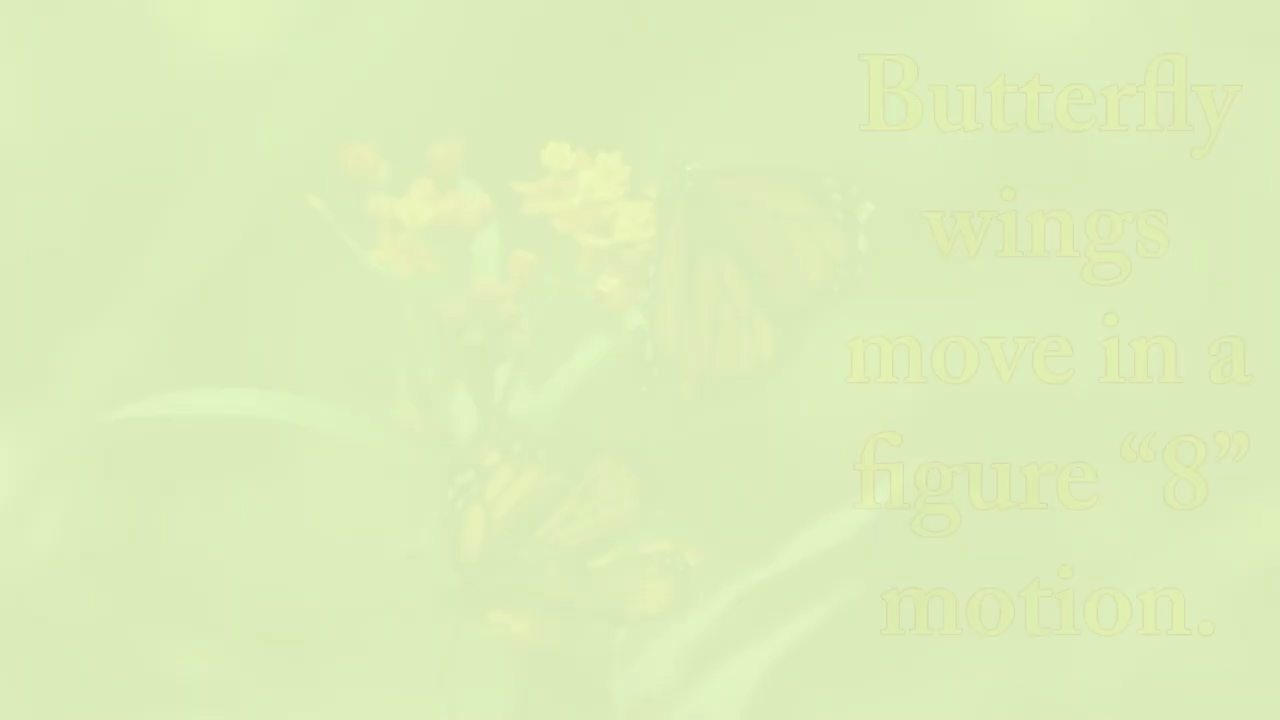 Butterfly
wings
move in a
figure “8”
motion.